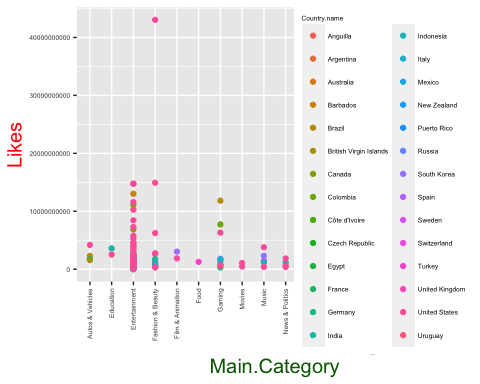 Likes
40000000000
30000000000
20000000000
10000000000
0
Autos & Vehicles
Education
Entertainment
Fashion & Beauty
Film & Animation
Food
Gaming
Movies
Music
News & Politics
Main.Category
Country.name
Anguilla
Argentina
Australia
Barbados
Brazil
British Virgin Islands
Canada
Colombia
Côte d'Ivoire
Czech Republic
Egypt
France
Germany
India
Indonesia
Italy
Mexico
New Zealand
Puerto Rico
Russia
South Korea
Spain
Sweden
Switzerland
Turkey
United Kingdom
United States
Uruguay